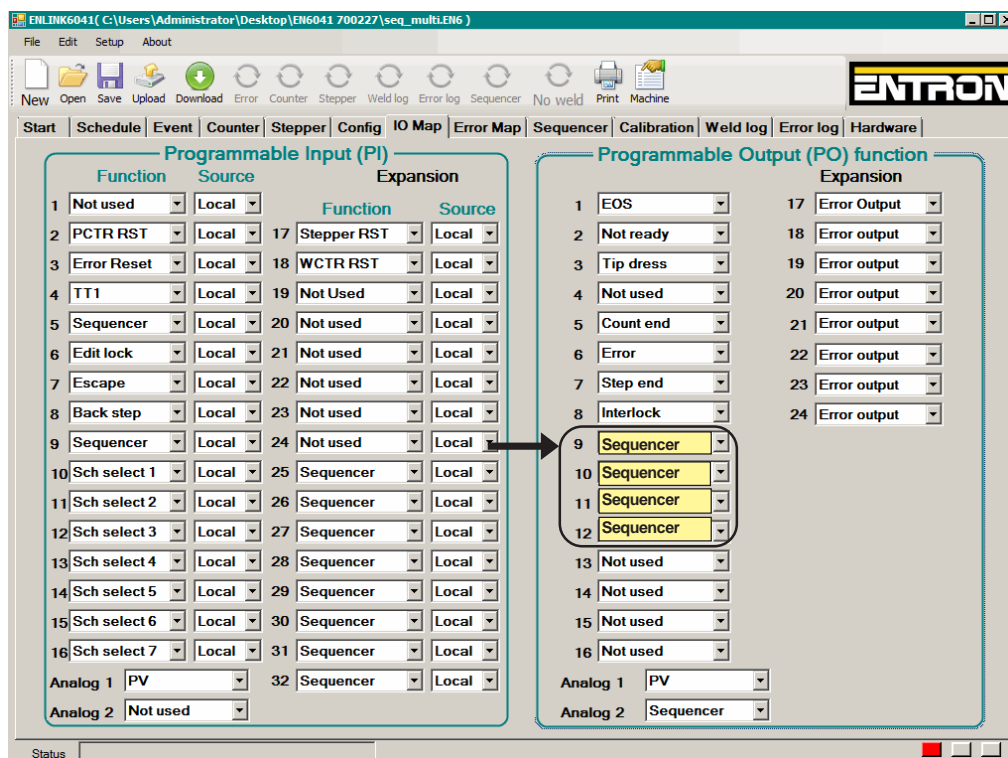 ENLINK6041( C:\Users\Administrator\Desktop\EN6041 700227\seq_multi.EN6 )
File Edit Setup About
New Open Save Upload Download Error Counter Stepper Weld log Error log Sequencer No weld Print Machine
ENTRON
Start Schedule Event Counter Stepper Config IO Map Error Map Sequencer Calibration Weld log Error log Hardware
Programmable Input (PI)
Function Source Expansion
Function Source
1 Not used Local
2 PCTR RST Local 17 Stepper RST Local
3 Error Reset Local 18 WCTR RST Local
4 TT1 Local 19 Not Used Local
5 Sequencer Local 20 Not used Local
6 Edit lock Local 21 Not used Local
7 Escape Local 22 Not used Local
8 Back step Local 23 Not used Local
9 Sequencer Local 24 Not used Local
10 Sch select 1 Local 25 Sequencer Local
11 Sch select 2 Local 26 Sequencer Local
12 Sch select 3 Local 27 Sequencer Local
13 Sch select 4 Local 28 Sequencer Local
14 Sch select 5 Local 29 Sequencer Local
15 Sch select 6 Local 30 Sequencer Local
16 Sch select 7 Local 31 Sequencer Local
Analog 1 PV 32 Sequencer Local
Analog 2 Not used
Programmable Output (PO) function
Expansion
1 EOS 17 Error Output
2 Not ready 18 Error output
3 Tip dress 19 Error output
4 Not used 20 Error output
5 Count end 21 Error output
6 Error 22 Error output
7 Step end 23 Error output
8 Interlock 24 Error output
9 Sequencer
10 Sequencer
11 Sequencer
12 Sequencer
13 Not used
14 Not used
15 Not used
16 Not used
Analog 1 PV
Analog 2 Sequencer
Status